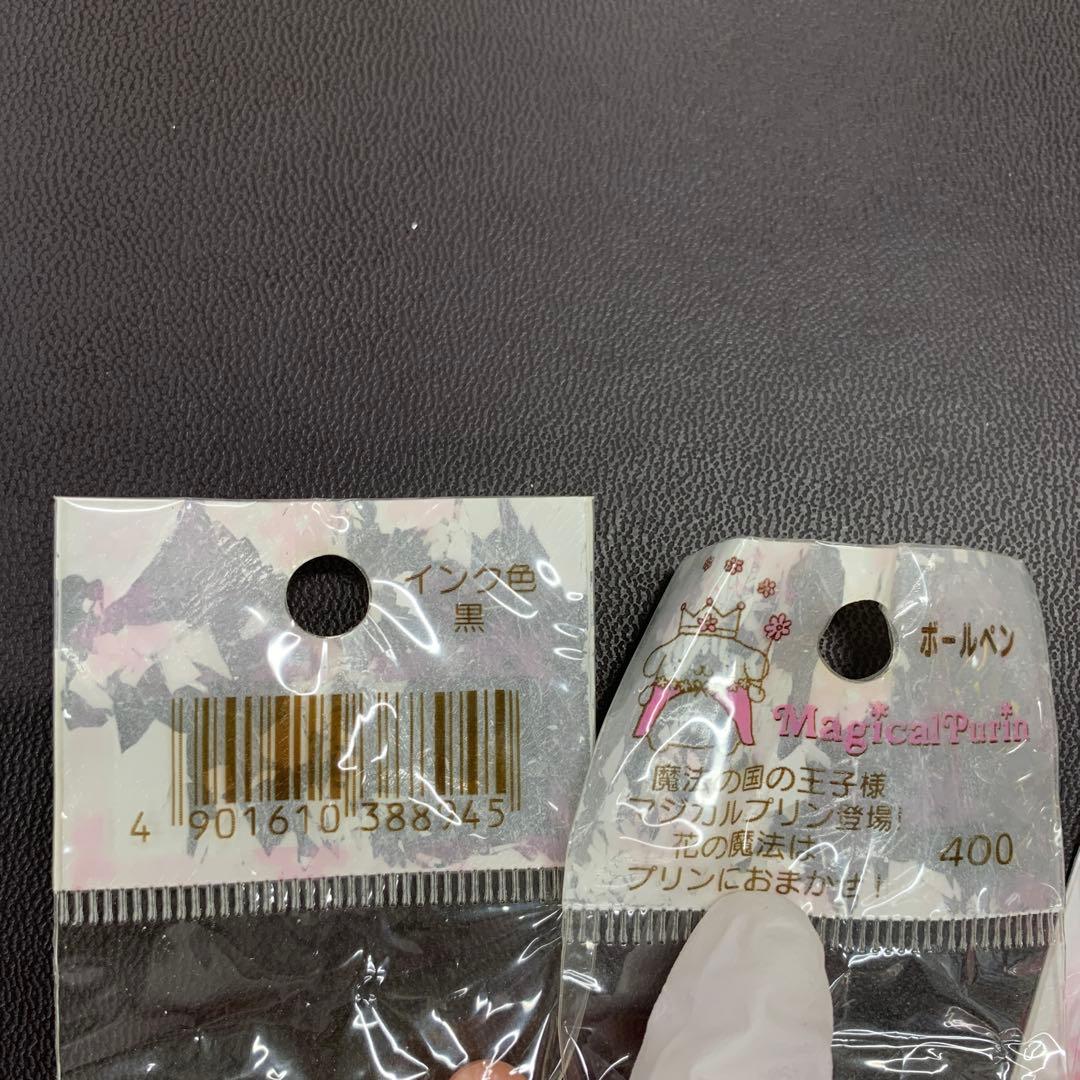 インク色
黒
4 901610 388945
ボールペン
MagicalPurin
魔法の国の王子様
マジカルプリン登場!
花の魔法は
プリンにおまかせ!
400